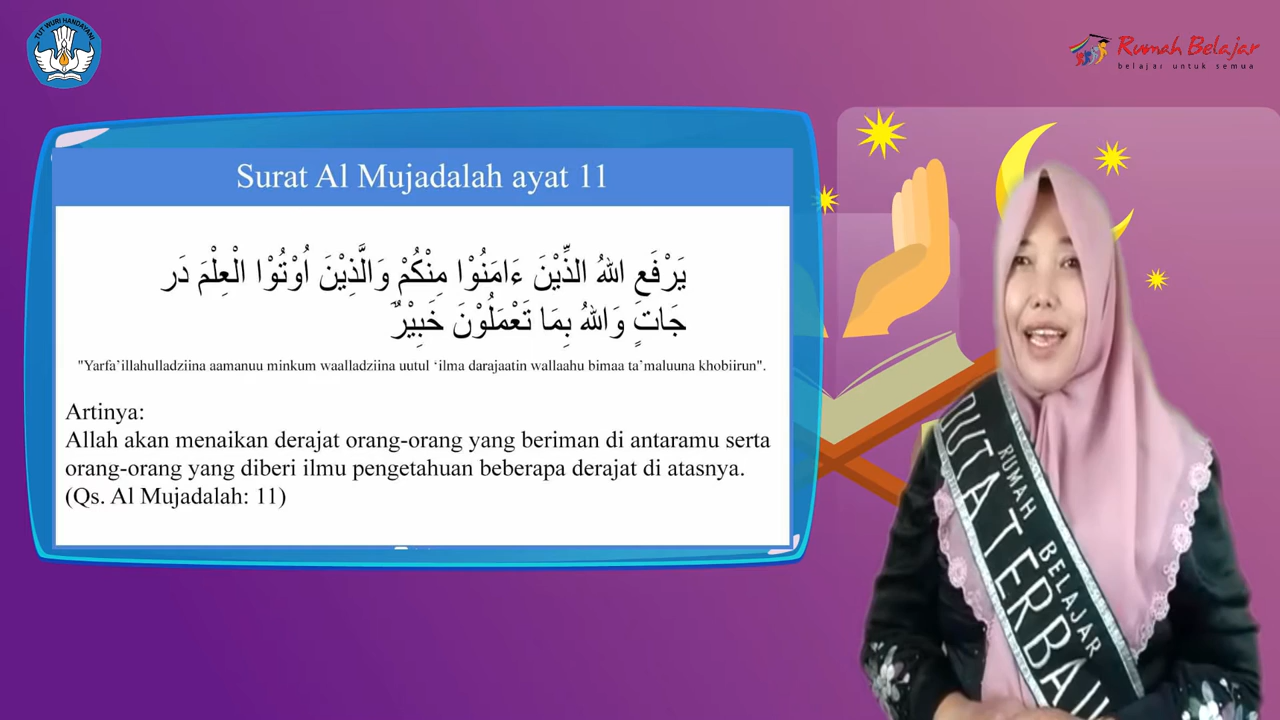 TUT WURI HANDAYANI
Rumah Belajar
belajar untuk semua
Surat Al Mujadalah ayat 11
يَرْفَعِ اللهُ الَّذِّيْنَ ءَامَنُوْا مِنْكُمْ وَالَّذِيْنَ اُوْتُوْا الْعِلْمَ دَر
جَاتٍ وَاللهُ بِمَا تَعْمَلُوْنَ خَبِيْرٌ
"Yarfa’illahulladziina aamanuu minkum waalladziina uutul ‘ilma darajaatin wallaahu bimaa ta’maluuna khobiirun".
Artinya:
Allah akan menaikan derajat orang-orang yang beriman di antaramu serta
orang-orang yang diberi ilmu pengetahuan beberapa derajat di atasnya.
(Qs. Al Mujadalah: 11)
RUMAH BELAJAR
DUTA